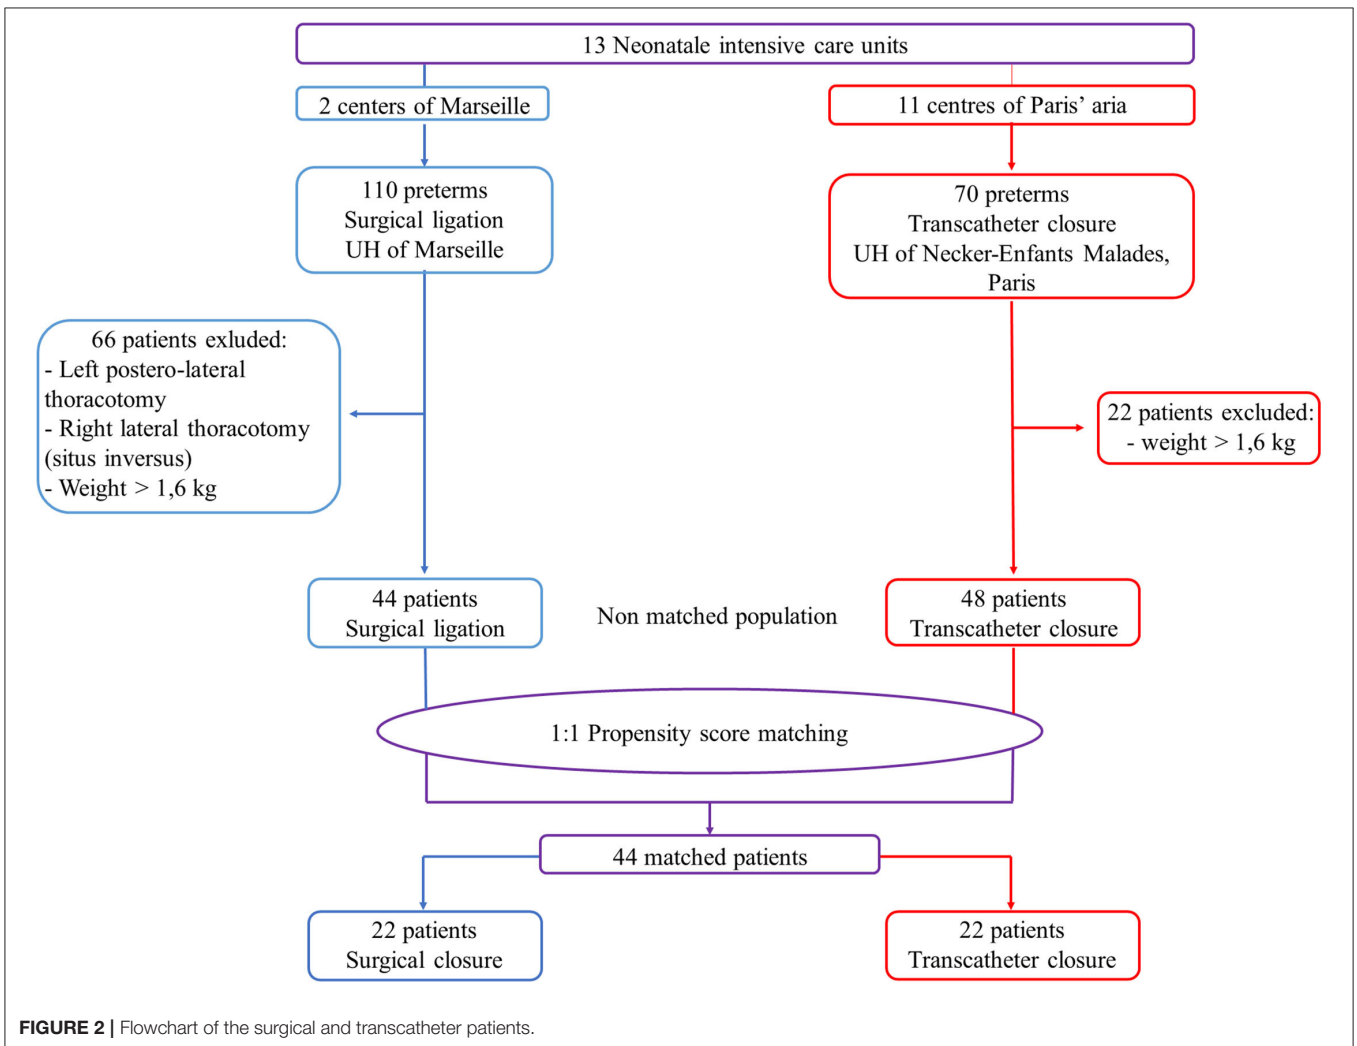 13 Neonatale intensive care units
2 centers of Marseille
11 centres of Paris' aria
110 preterms
Surgical ligation
UH of Marseille
70 preterms
Transcatheter closure
UH of Necker-Enfants Malades,
Paris
66 patients exluded:
- Left postero-lateral
thoracotomy
- Right lateral thoracotomy
(situs inversus)
- Weight > 1,6 kg
22 patients excluded:
- weight > 1,6 kg
44 patients
Surgical ligation
Non matched population
48 patients
Transcatheter closure
1:1 Propensity score matching
44 matched patients
22 patients
Surgical closure
22 patients
Transcatheter closure
FIGURE 2 | Flowchart of the surgical and transcatheter patients.